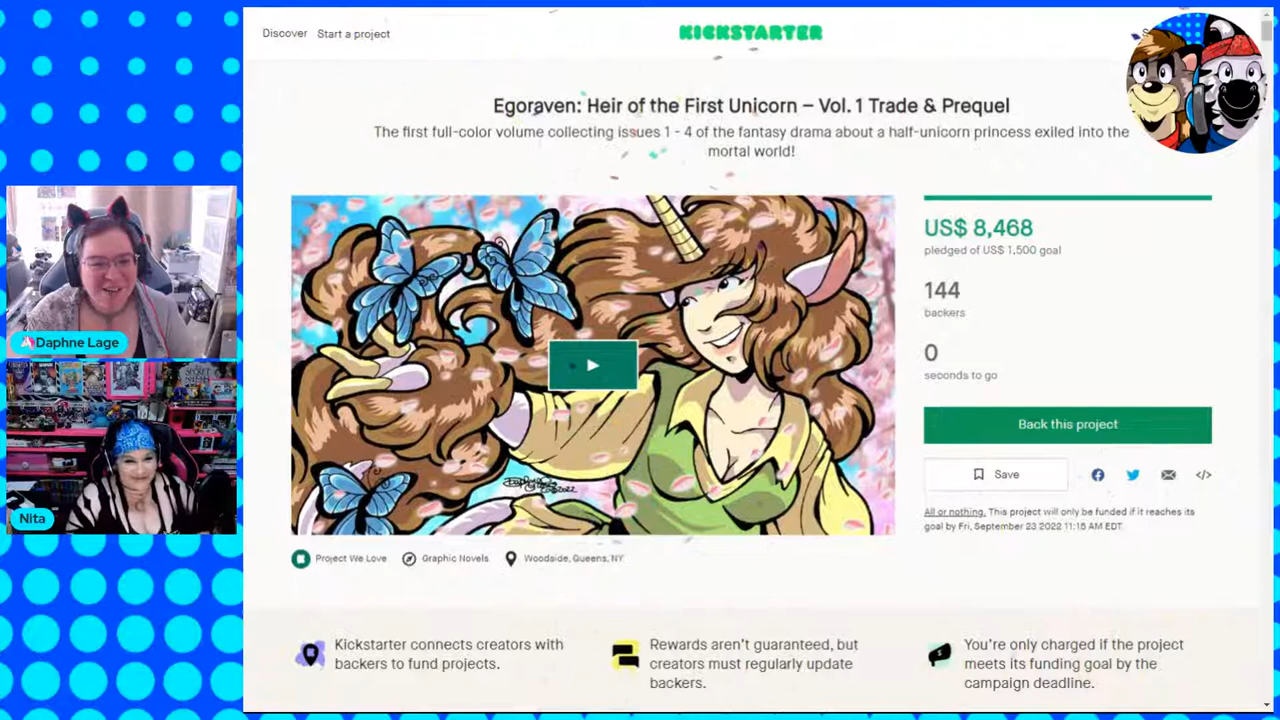 Discover
Start a project
KICKSTARTER
Egoraven: Heir of the First Unicorn – Vol. 1 Trade & Prequel
The first full-color volume collecting issues 1 - 4 of the fantasy drama about a half-unicorn princess exiled into the
mortal world!
US$ 8,468
pledged of US$ 1,500 goal
144
backers
0
seconds to go
Back this project
Save
All or nothing. This project will only be funded if it reaches its
goal by Fri, September 23 2022 11:15 AM EDT.
Daphne Lage
Nita
Project We Love
Graphic Novels
Woodside, Queens, NY
Kickstarter connects creators with
backers to fund projects.
Rewards aren't guaranteed, but
creators must regularly update
backers.
You're only charged if the project
meets its funding goal by the
campaign deadline.